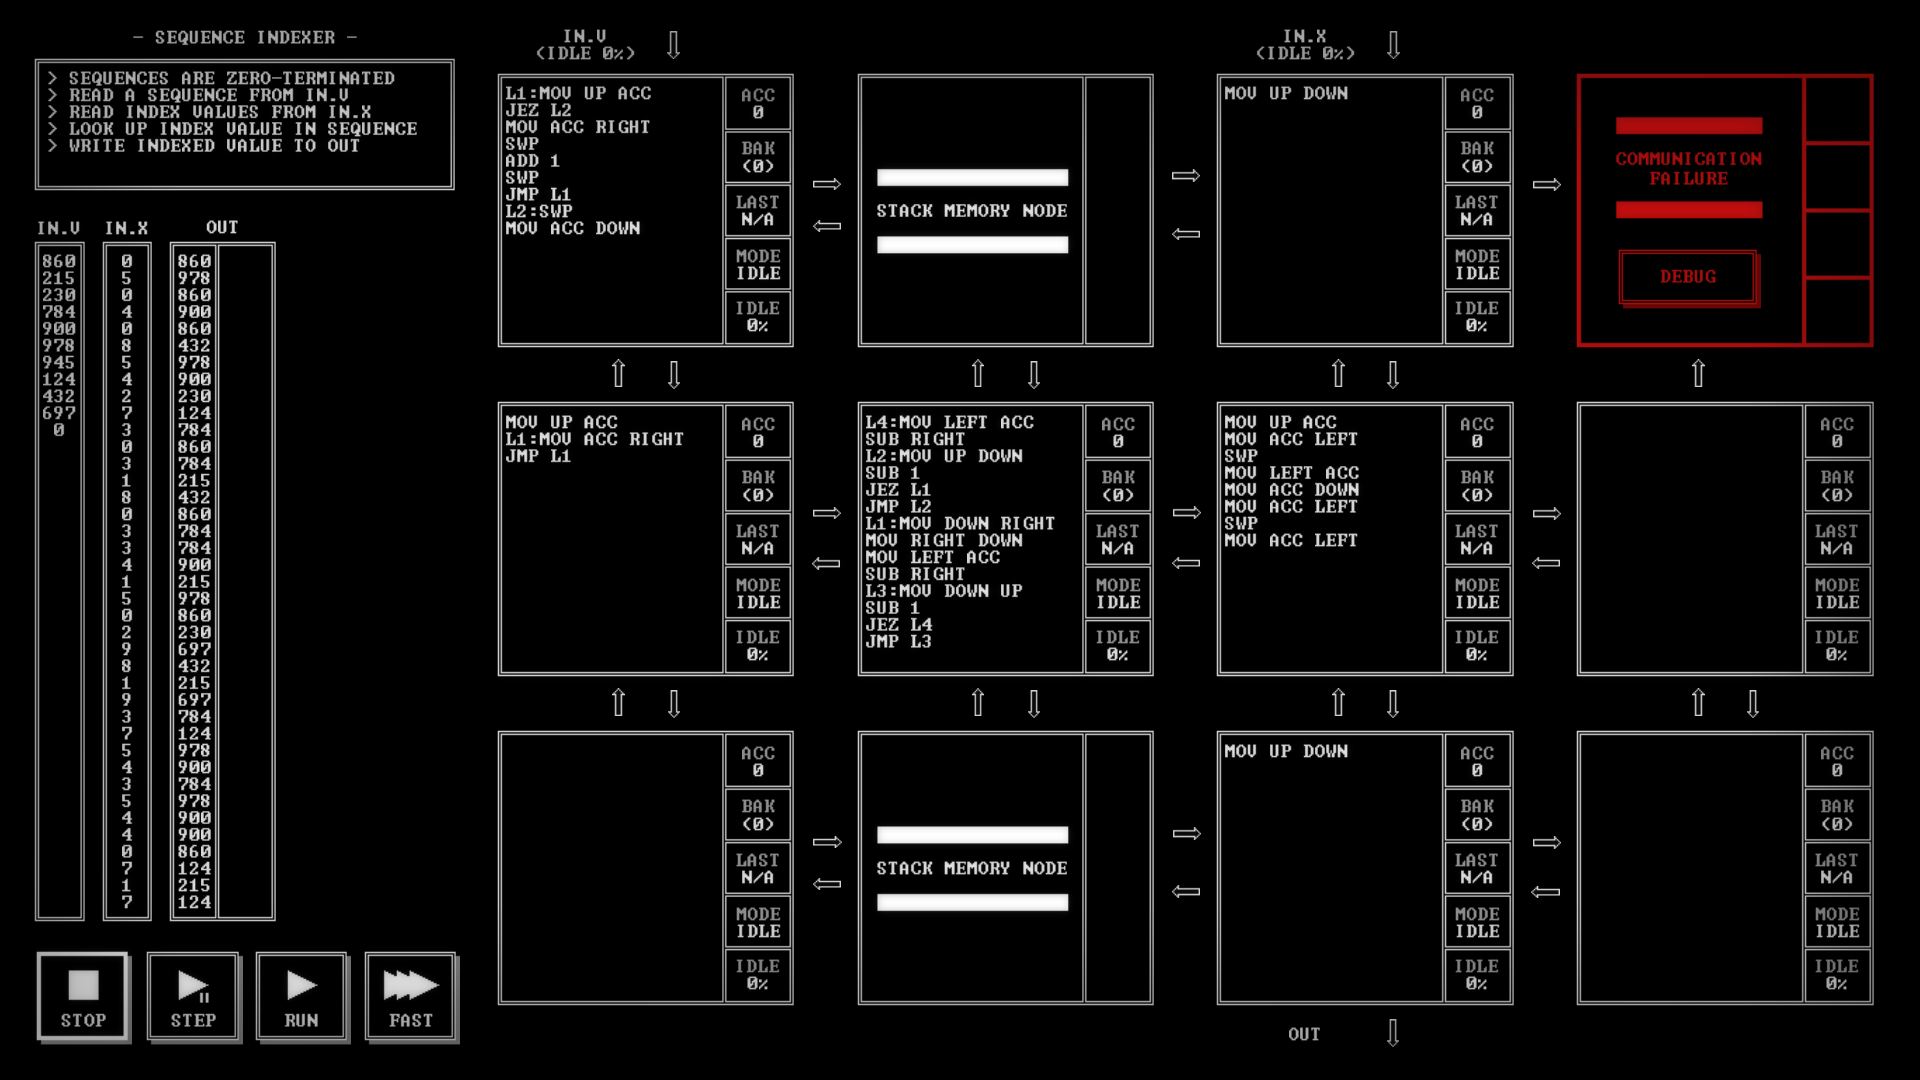 - SEQUENCE INDEXER -
> SEQUENCES ARE ZERO-TERMINATED
> READ A SEQUENCE FROM IN.V
> READ INDEX VALUES FROM IN.X
> LOOK UP INDEX VALUE IN SEQUENCE
> WRITE INDEXED VALUE TO OUT
IN.V IN.X OUT
860 0 860
215 5 978
230 0 860
784 4 900
900 0 860
978 8 432
945 5 978
124 4 900
432 2 230
697 7 124
0 3 784
0 860
3 784
1 215
8 432
0 860
3 784
3 784
4 900
1 215
5 978
0 860
2 230
9 697
8 432
1 215
9 697
3 784
7 124
5 978
4 900
3 784
5 978
4 900
4 900
0 860
7 124
1 215
7 124
STOP
STEP
RUN
FAST
IN.V
(IDLE 0%)
IN.X
(IDLE 0%)
L1:MOV UP ACC
JEZ L2
MOV ACC RIGHT
SWP
ADD 1
SWP
JMP L1
L2:SWP
MOV ACC DOWN
ACC
0
BAK
(0)
LAST
N/A
MODE
IDLE
IDLE
0%
STACK MEMORY NODE
MOV UP DOWN
ACC
0
BAK
(0)
LAST
N/A
MODE
IDLE
IDLE
0%
COMMUNICATION
FAILURE
DEBUG
MOV UP ACC
L1:MOV ACC RIGHT
JMP L1
ACC
0
BAK
(0)
LAST
N/A
MODE
IDLE
IDLE
0%
L4:MOV LEFT ACC
SUB RIGHT
L2:MOV UP DOWN
SUB 1
JEZ L1
JMP L2
L1:MOV DOWN RIGHT
MOV RIGHT DOWN
MOV LEFT ACC
SUB RIGHT
L3:MOV DOWN UP
SUB 1
JEZ L4
JMP L3
ACC
0
BAK
(0)
LAST
N/A
MODE
IDLE
IDLE
0%
MOV UP ACC
MOV ACC LEFT
SWP
MOV LEFT ACC
MOV ACC DOWN
MOV ACC LEFT
SWP
MOV ACC LEFT
ACC
0
BAK
(0)
LAST
N/A
MODE
IDLE
IDLE
0%
ACC
0
BAK
(0)
LAST
N/A
MODE
IDLE
IDLE
0%
ACC
0
BAK
(0)
LAST
N/A
MODE
IDLE
IDLE
0%
STACK MEMORY NODE
MOV UP DOWN
ACC
0
BAK
(0)
LAST
N/A
MODE
IDLE
IDLE
0%
ACC
0
BAK
(0)
LAST
N/A
MODE
IDLE
IDLE
0%
OUT